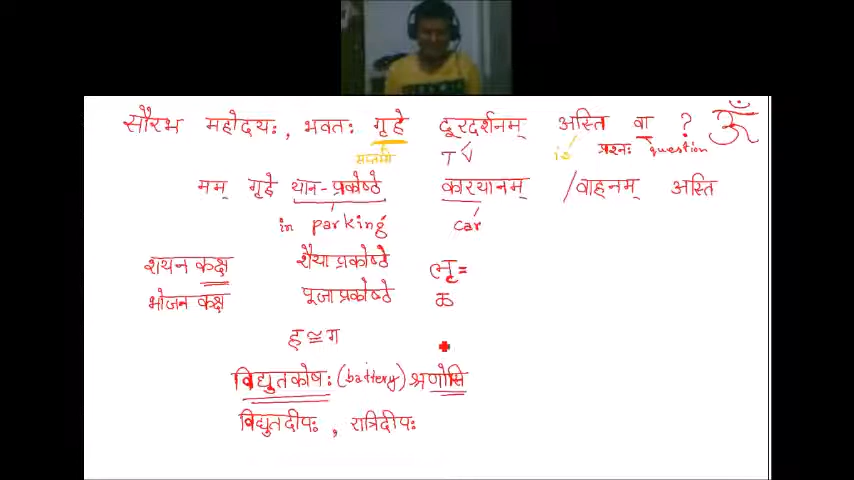 सौरभ महोदयः, भवतः गृहे दूरदर्शनम् अस्ति वा ? ॐ
सप्तमी TV is प्रश्नः question
मम् गृहे यान-प्रकोष्ठे कारयानम् /वाहनम् अस्ति
in parking car
शयन कक्ष शैया प्रकोष्ठे
भोजन कक्ष पूजा प्रकोष्ठे
ह् ≅ ग
विद्युतकोषः (battery) श्रणोसि
विद्युतदीपः, रात्रिदीपः